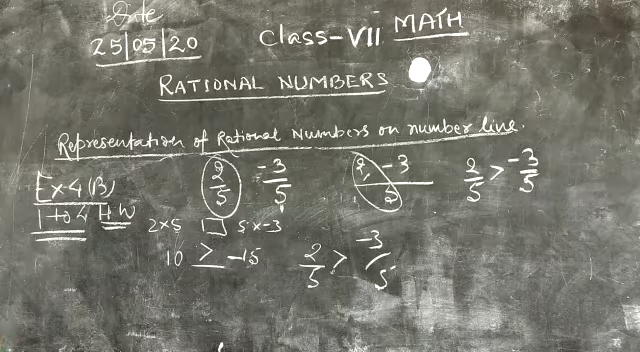 Date
25|05|20
Class-VII MATH
RATIONAL NUMBERS
Representation of Rational Numbers on number line.
Ex 4(B)
1 to 4 HW
2/5 -3/5
2, -3
5
2/5 > -3/5
2×5 □ 5×-3
10 > -15
2/5 > -3/5